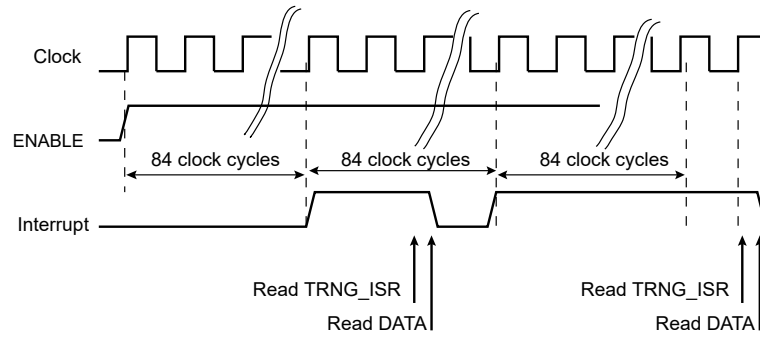 Clock
ENABLE
84 clock cycles 84 clock cycles 84 clock cycles
Interrupt
Read TRNG_ISR Read TRNG_ISR
Read DATA Read DATA